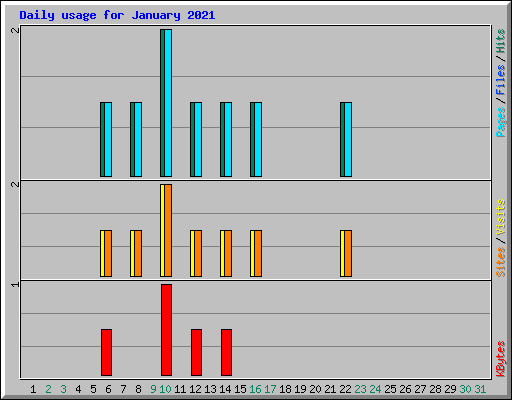 Daily usage for January 2021
2
2
1
Pages / Files / Hits
Sites / Visits
KBytes
1 2 3 4 5 6 7 8 9 10 11 12 13 14 15 16 17 18 19 20 21 22 23 24 25 26 27 28 29 30 31